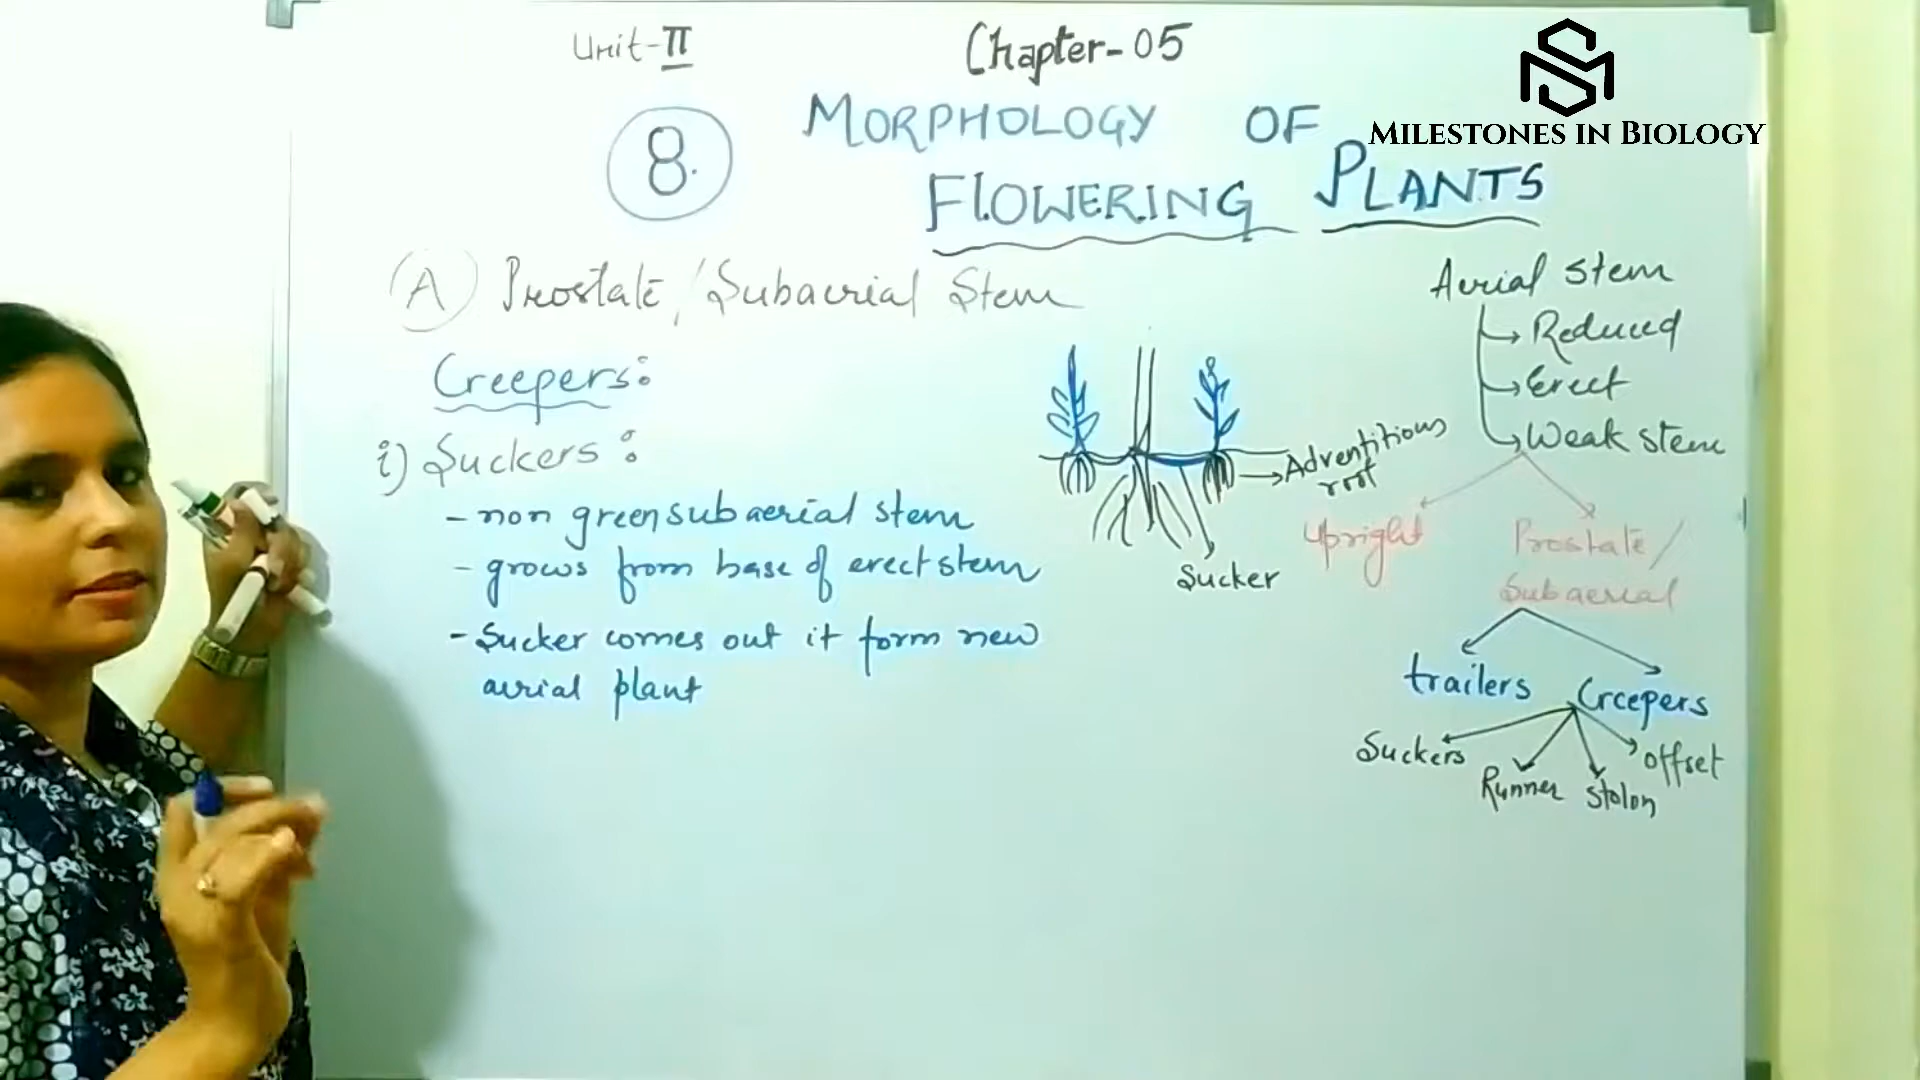 Unit-II
Chapter-05
8.
MORPHOLOGY OF
FLOWERING PLANTS
MILESTONES IN BIOLOGY
(A) Prostate/Subaerial Stem
Creepers:
i) Suckers:
- non green subaerial stem
- grows from base of erect stem
- Sucker comes out it form new
aerial plant
Adventitious
root
Sucker
Aerial stem
Reduced
Erect
Weak stem
Upright
Prostate/
Subaerial
trailers
Creepers
Suckers
Runner
Stolon
offset